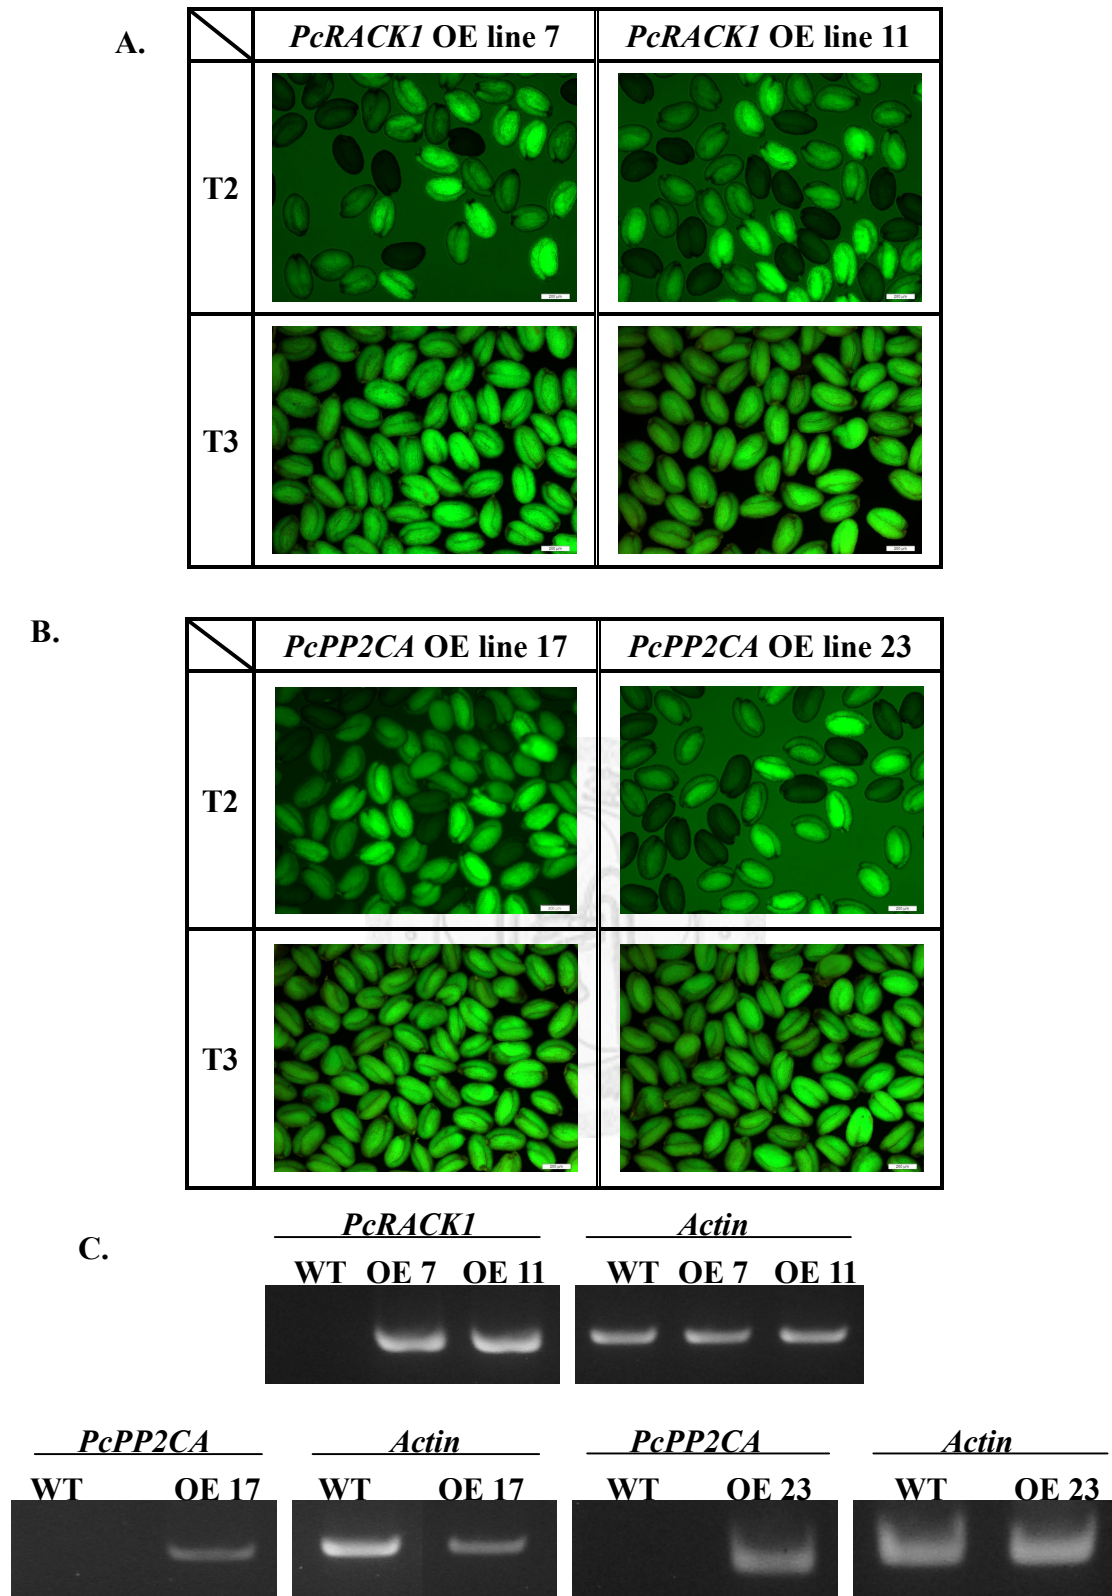 A.
PcRACK1 OE line 7
PcRACK1 OE line 11
T2
T3
B.
PcPP2CA OE line 17
PcPP2CA OE line 23
T2
T3
C.
PcRACK1
Actin
WT OE 7 OE 11
WT OE 7 OE 11
PcPP2CA
Actin
PcPP2CA
Actin
WT OE 17
WT OE 17
WT OE 23
WT OE 23